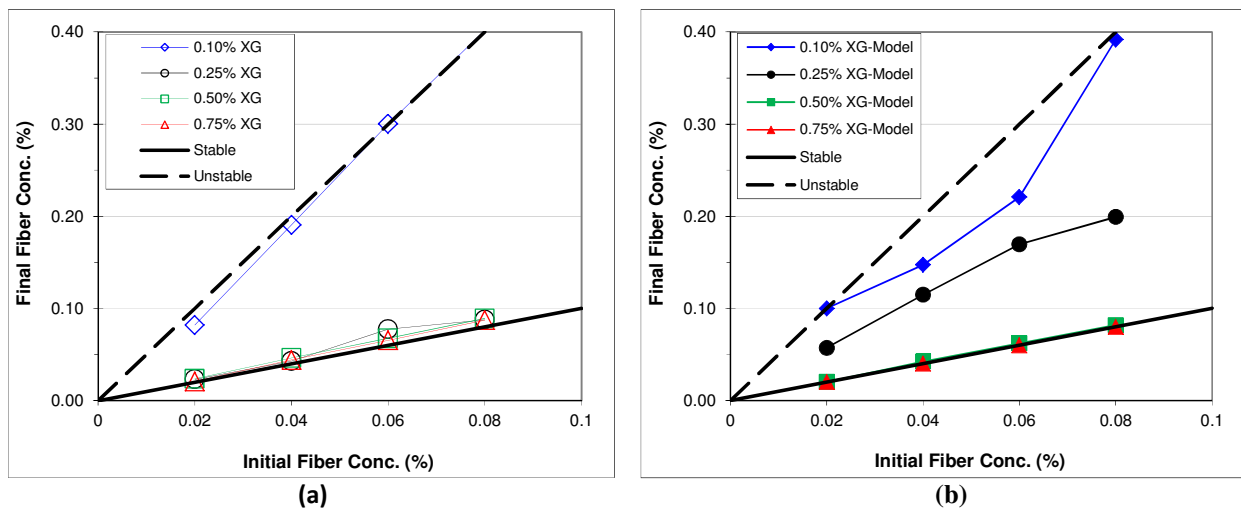 0.40
0.30
0.20
0.10
0.00
0
0.02
0.04
0.06
0.08
0.1
Final Fiber Conc. (%)
Initial Fiber Conc. (%)
0.10% XG
0.25% XG
0.50% XG
0.75% XG
Stable
Unstable
(a)
0.40
0.30
0.20
0.10
0.00
0
0.02
0.04
0.06
0.08
0.1
Final Fiber Conc. (%)
Initial Fiber Conc. (%)
0.10% XG-Model
0.25% XG-Model
0.50% XG-Model
0.75% XG-Model
Stable
Unstable
(b)